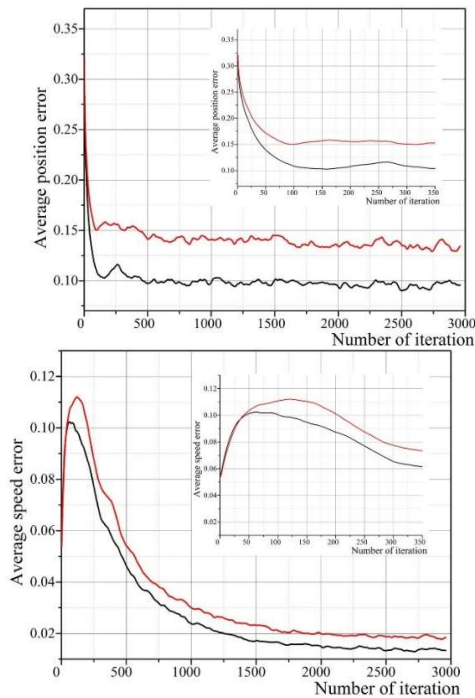 Average position error
0.35
0.30
0.25
0.20
0.15
0.10
0 500 1000 1500 2000 2500 3000
Number of iteration
Average position error
0.35
0.30
0.25
0.20
0.15
0.10
0 50 100 150 200 250 300 350
Number of iteration
Average speed error
0.12
0.10
0.08
0.06
0.04
0.02
0 500 1000 1500 2000 2500 3000
Number of iteration
Average speed error
0.12
0.10
0.08
0.06
0.04
0.02
0 50 100 150 200 250 300 350
Number of iteration